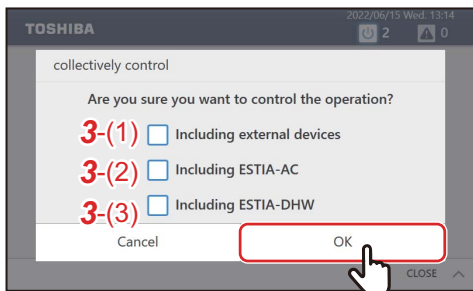 2022/06/15 Wed. 13:14
TOSHIBA
2
0
collectively control
Are you sure you want to control the operation?
3-(1) Including external devices
3-(2) Including ESTIA-AC
3-(3) Including ESTIA-DHW
Cancel
OK
CLOSE